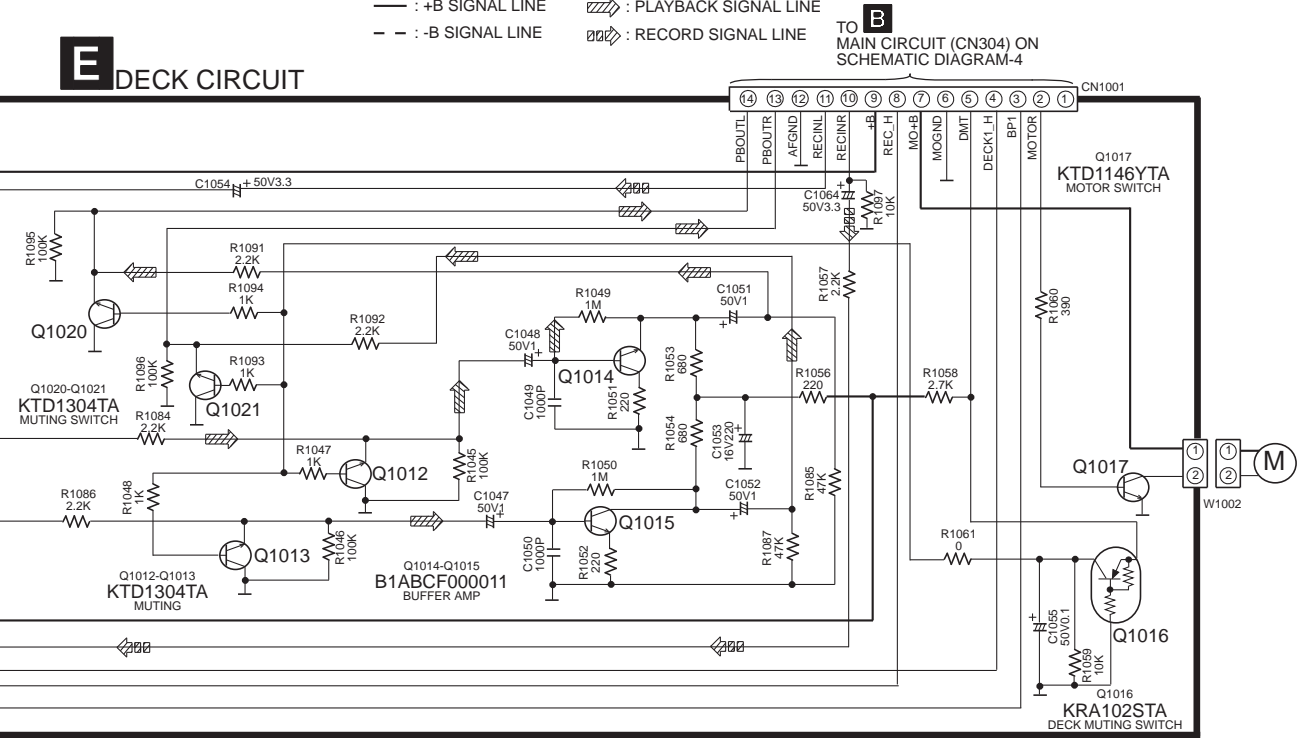 : +B SIGNAL LINE
: PLAYBACK SIGNAL LINE
: -B SIGNAL LINE
: RECORD SIGNAL LINE
TO B
MAIN CIRCUIT (CN304) ON
SCHEMATIC DIAGRAM-4
E DECK CIRCUIT
CN1001
14 13 12 11 10 9 8 7 6 5 4 3 2 1
PBOUTL
PBOUTR
AFGND
RECINL
RECINR
+B
REC_H
MO+B
MOGND
DMT
DECK1_H
BP1
MOTOR
Q1017
KTD1146YTA
MOTOR SWITCH
C1054 + 50V3.3
C1064 +
50V3.3
R1097
10K
R1095
100K
R1091
2.2K
R1094
1K
Q1020
R1092
2.2K
R1049
1M
C1051
50V1
+
R1057
2.2K
R1060
390
C1048
50V1
+
R1096
100K
R1093
1K
Q1021
Q1014
R1053
680
R1056
220
R1058
2.7K
Q1020-Q1021
KTD1304TA
MUTING SWITCH
C1049
1000P
R1051
220
R1084
2.2K
R1054
680
C1053
16V220
+
R1047
1K
Q1012
R1045
100K
R1050
1M
C1052
50V1
+
R1085
47K
Q1017
1
2
1
2
M
W1002
R1086
2.2K
R1048
1K
C1047
50V1
+
Q1015
Q1013
R1046
100K
C1050
1000P
R1052
220
R1087
47K
R1061
0
Q1012-Q1013
KTD1304TA
MUTING
Q1014-Q1015
B1ABCF000011
BUFFER AMP
C1055
50V0.1
+
Q1016
R1059
10K
Q1016
KRA102STA
DECK MUTING SWITCH